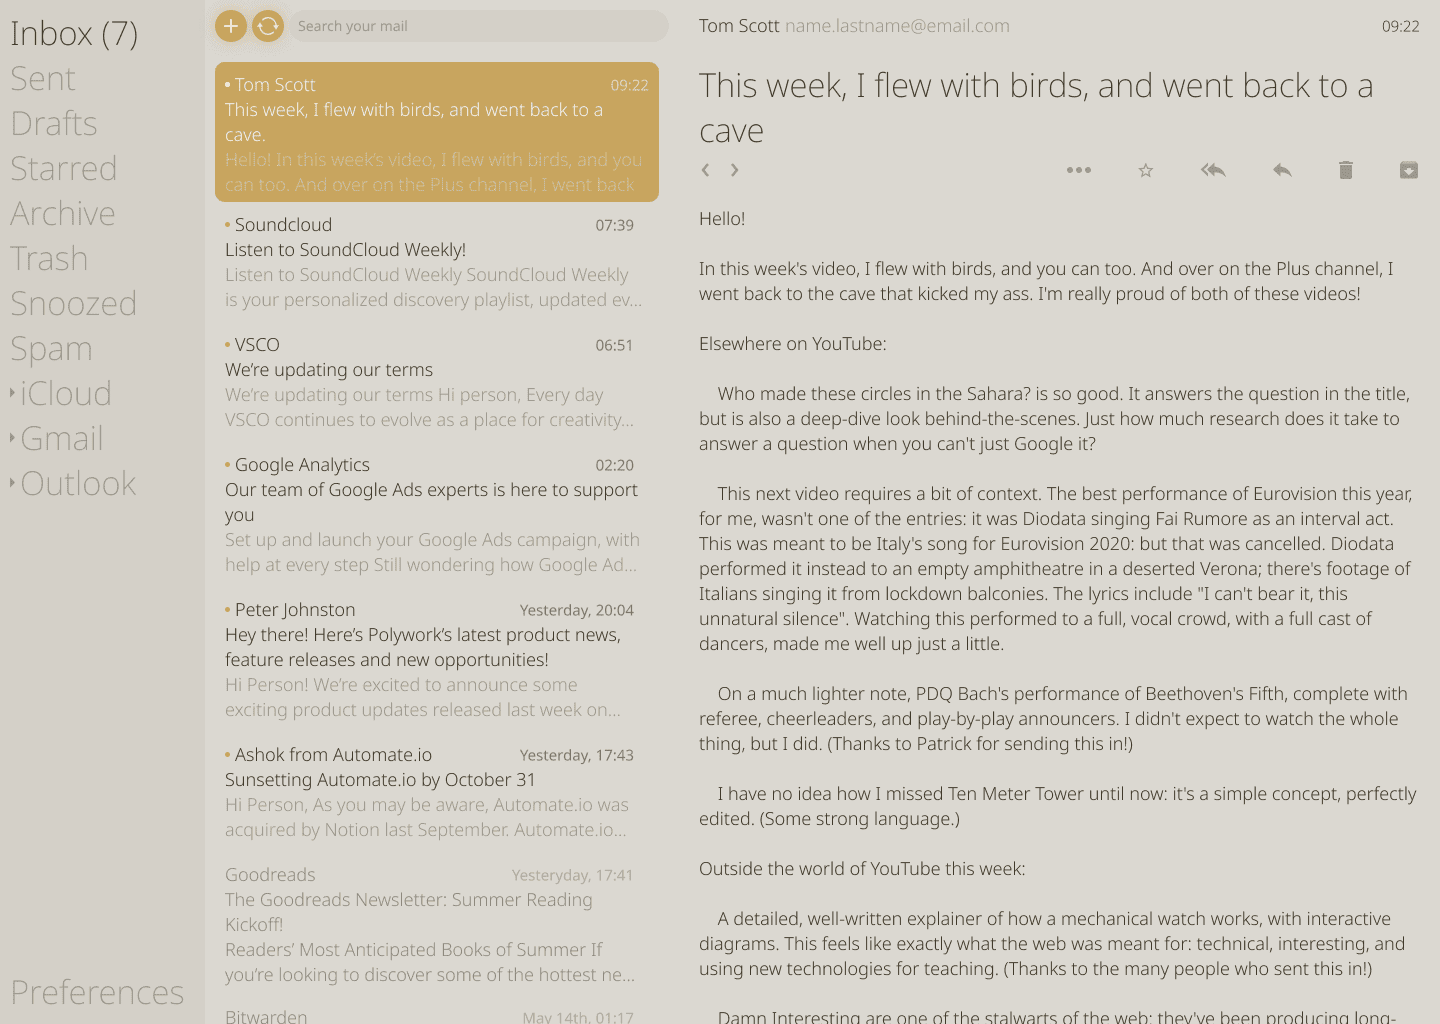 Inbox (7)
Sent
Drafts
Starred
Archive
Trash
Snoozed
Spam
iCloud
Gmail
Outlook
Preferences
Search your mail
Tom Scott 09:22
This week, I flew with birds, and went back to a
cave.
Hello! In this week's video, I flew with birds, and you
can too. And over on the Plus channel, I went back
Soundcloud 07:39
Listen to SoundCloud Weekly!
Listen to SoundCloud Weekly SoundCloud Weekly
is your personalized discovery playlist, updated ev...
VSCO 06:51
We’re updating our terms
We’re updating our terms Hi person, Every day
VSCO continues to evolve as a place for creativity...
Google Analytics 02:20
Our team of Google Ads experts is here to support
you
Set up and launch your Google Ads campaign, with
help at every step Still wondering how Google Ad...
Peter Johnston Yesterday, 20:04
Hey there! Here’s Polywork’s latest product news,
feature releases and new opportunities!
Hi Person! We’re excited to announce some
exciting product updates released last week on...
Ashok from Automate.io Yesterday, 17:43
Sunsetting Automate.io by October 31
Hi Person, As you may be aware, Automate.io was
acquired by Notion last September. Automate.io...
Goodreads Yesteryday, 17:41
The Goodreads Newsletter: Summer Reading
Kickoff!
Readers’ Most Anticipated Books of Summer If
you’re looking to discover some of the hottest ne...
Bitwarden May 14th, 01:17
Tom Scott name.lastname@email.com 09:22
This week, I flew with birds, and went back to a
cave
Hello!
In this week's video, I flew with birds, and you can too. And over on the Plus channel, I
went back to the cave that kicked my ass. I'm really proud of both of these videos!
Elsewhere on YouTube:
Who made these circles in the Sahara? is so good. It answers the question in the title,
but is also a deep-dive look behind-the-scenes. Just how much research does it take to
answer a question when you can't just Google it?
This next video requires a bit of context. The best performance of Eurovision this year,
for me, wasn't one of the entries: it was Diodata singing Fai Rumore as an interval act.
This was meant to be Italy's song for Eurovision 2020: but that was cancelled. Diodata
performed it instead to an empty amphitheatre in a deserted Verona; there's footage of
Italians singing it from lockdown balconies. The lyrics include "I can't bear it, this
unnatural silence". Watching this performed to a full, vocal crowd, with a full cast of
dancers, made me well up just a little.
On a much lighter note, PDQ Bach's performance of Beethoven's Fifth, complete with
referee, cheerleaders, and play-by-play announcers. I didn't expect to watch the whole
thing, but I did. (Thanks to Patrick for sending this in!)
I have no idea how I missed Ten Meter Tower until now: it's a simple concept, perfectly
edited. (Some strong language.)
Outside the world of YouTube this week:
A detailed, well-written explainer of how a mechanical watch works, with interactive
diagrams. This feels like exactly what the web was meant for: technical, interesting, and
using new technologies for teaching. (Thanks to the many people who sent this in!)
Damn Interesting are one of the stalwarts of the web: they've been producing long-